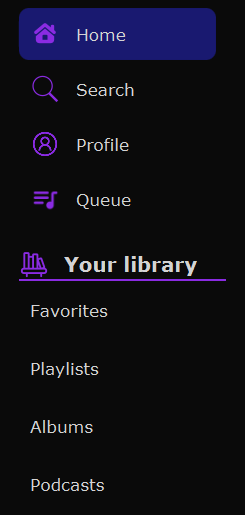 Home
Search
Profile
Queue
Your library
Favorites
Playlists
Albums
Podcasts